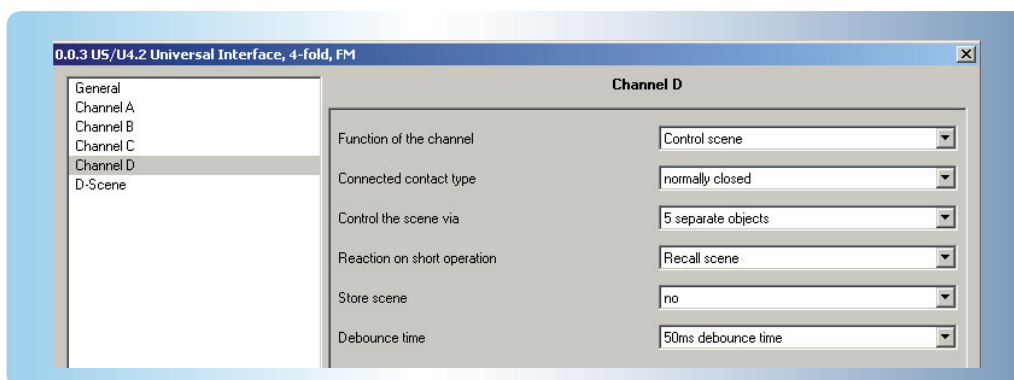 0.0.3 US/U4.2 Universal Interface, 4-fold, FM
General
Channel A
Channel B
Channel C
Channel D
D-Scene
Channel D
Function of the channel Control scene
Connected contact type normally closed
Control the scene via 5 separate objects
Reaction on short operation Recall scene
Store scene no
Debounce time 50ms debounce time